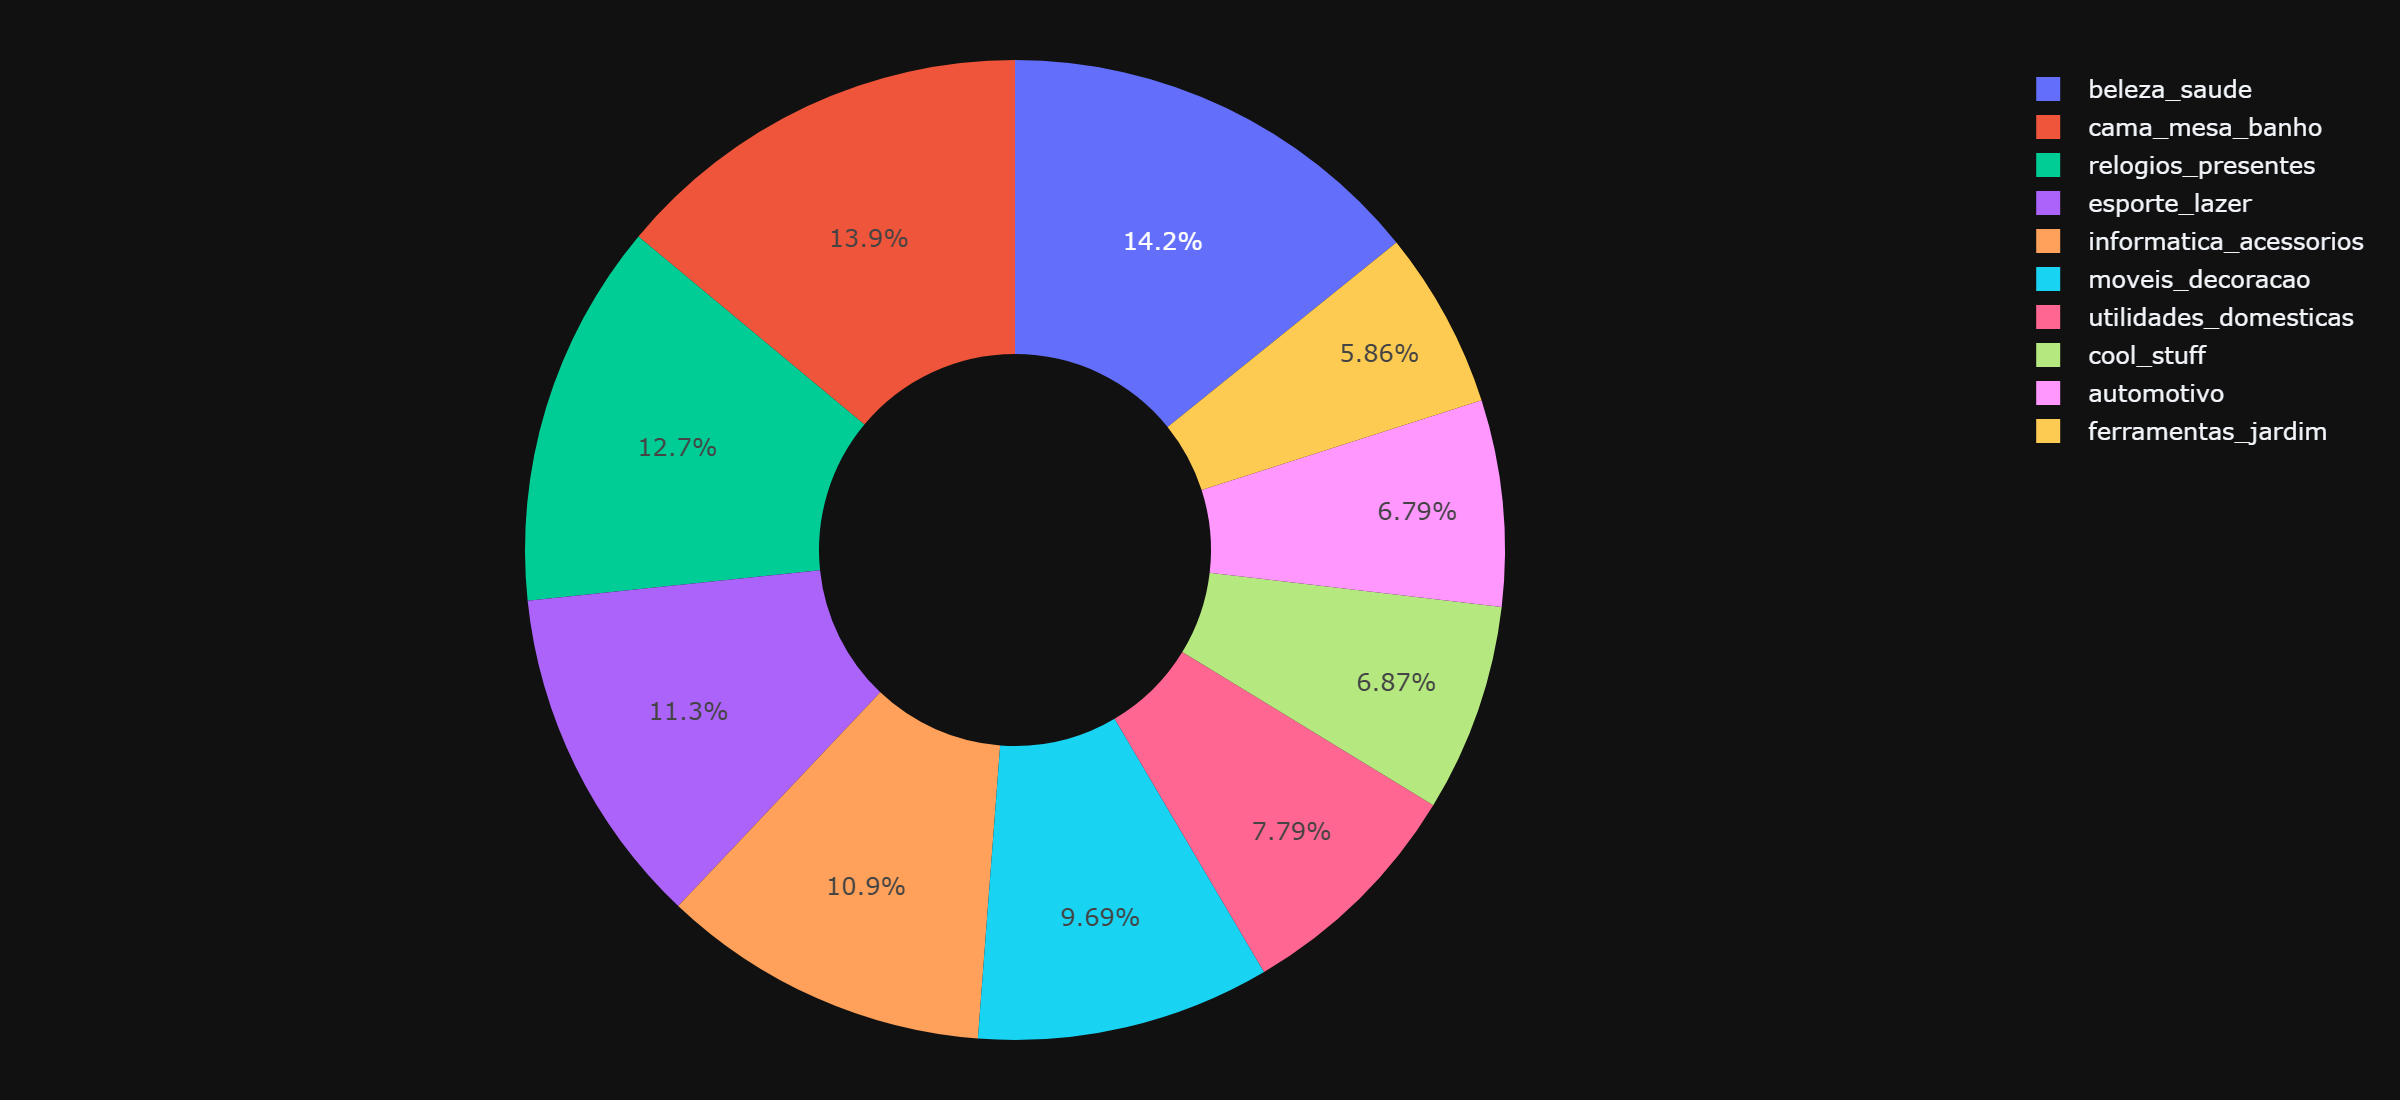 13.9%
14.2%
5.86%
12.7%
6.79%
6.87%
11.3%
7.79%
10.9%
9.69%
beleza_saude
cama_mesa_banho
relogios_presentes
esporte_lazer
informatica_acessorios
moveis_decoracao
utilidades_domesticas
cool_stuff
automotivo
ferramentas_jardim